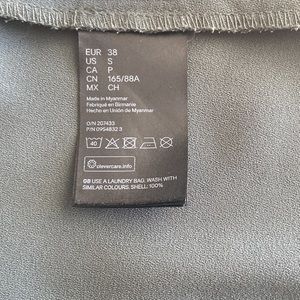 EUR 38
US S
CA P
CN 165/88A
MX CH
Made in Myanmar
Fabriqué en Birmanie
Hecho en Unión de Myanmar
O/N 207433
P/N 0954832 3
40
clevercare.info
GB USE A LAUNDRY BAG. WASH WITH
SIMILAR COLOURS. SHELL: 100%